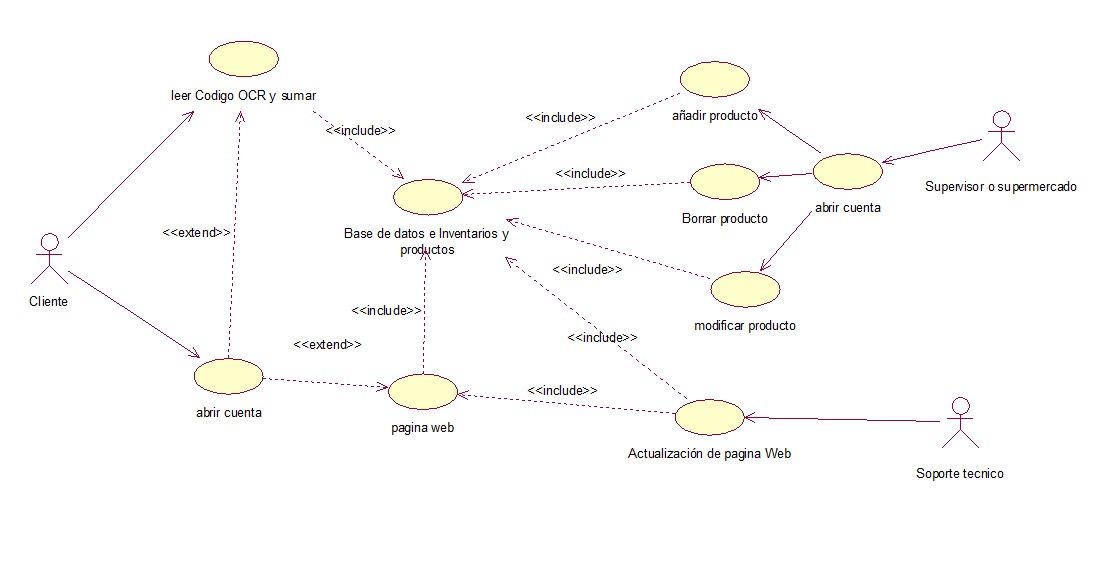 leer Codigo OCR y sumar
<<include>>
<<include>>
añadir producto
<<include>>
Borrar producto
abrir cuenta
Supervisor o supermercado
<<extend>>
Base de datos e Inventarios y
productos
<<include>>
Cliente
<<include>>
modificar producto
<<include>>
<<extend>>
<<include>>
abrir cuenta
pagina web
Actualización de pagina Web
Soporte tecnico